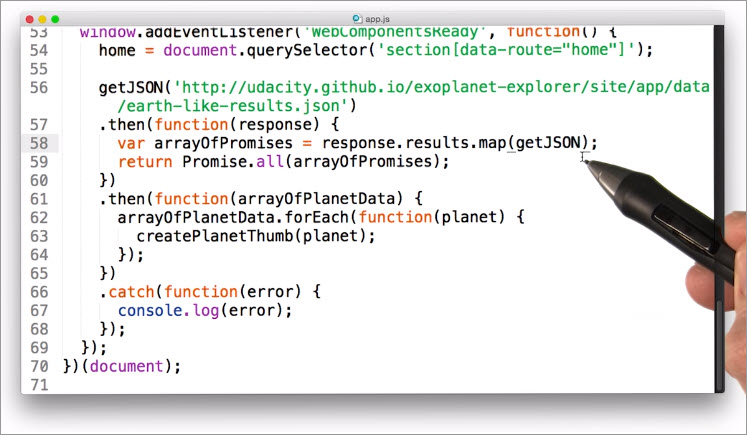 app.js
53 window.addEventListener('WebComponentsReady', function() {
54 home = document.querySelector('section[data-route="home"]');
55
56 getJSON('http://udacity.github.io/exoplanet-explorer/site/app/data
/earth-like-results.json')
57 .then(function(response) {
58 var arrayOfPromises = response.results.map(getJSON);
59 return Promise.all(arrayOfPromises);
60 })
61 .then(function(arrayOfPlanetData) {
62 arrayOfPlanetData.forEach(function(planet) {
63 createPlanetThumb(planet);
64 });
65 })
66 .catch(function(error) {
67 console.log(error);
68 });
69 });
70 })(document);
71